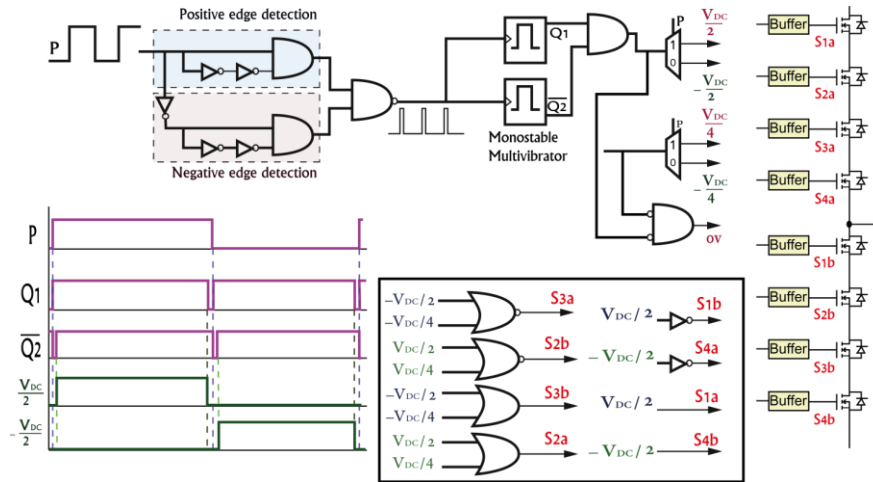 Positive edge detection
P
Negative edge detection
Q1
Q2
Monostable
Multivibrator
P
1
0
VDC
2
-VDC
2
P
1
0
VDC
4
-VDC
4
0V
Buffer
S1a
Buffer
S2a
Buffer
S3a
Buffer
S4a
Buffer
S1b
Buffer
S2b
Buffer
S3b
Buffer
S4b
P
Q1
Q2
VDC
2
-VDC
2
-VDC/2
-VDC/4
S3a
VDC/2
S1b
VDC/2
VDC/4
S2b
-VDC/2
S4a
-VDC/2
-VDC/4
S3b
VDC/2
S1a
VDC/2
VDC/4
S2a
-VDC/2
S4b